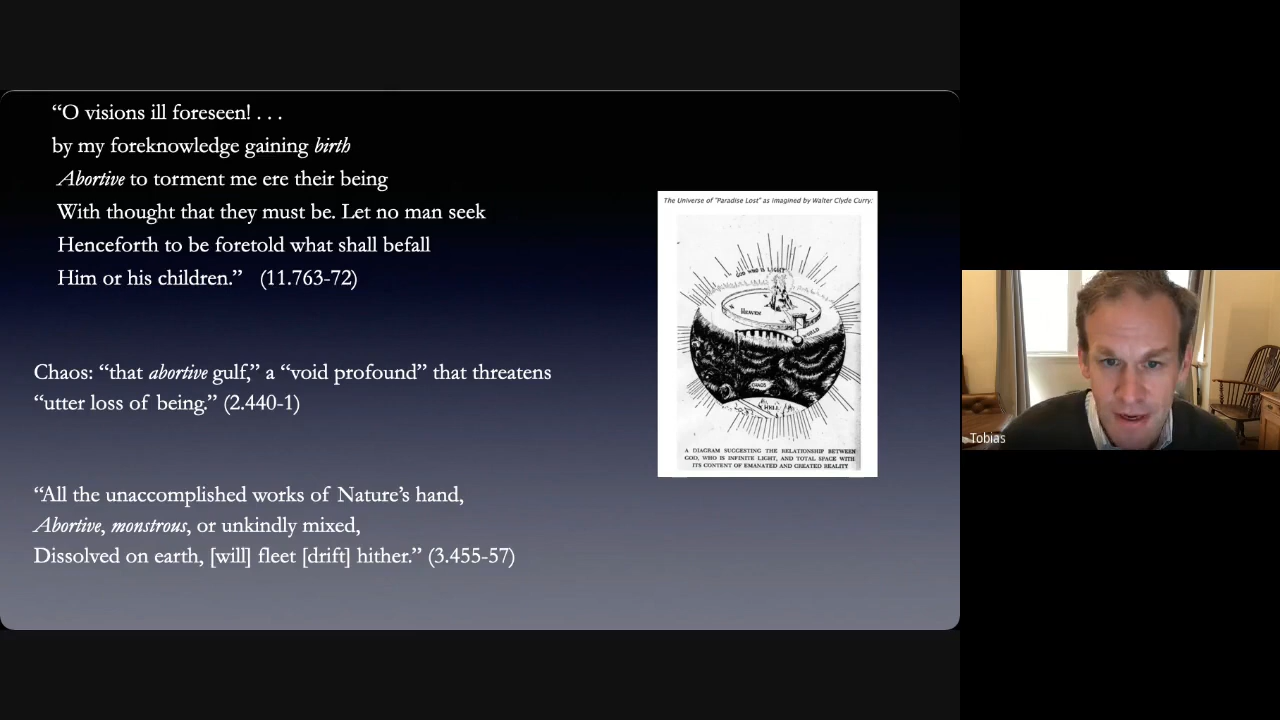 “O visions ill foreseen! . . .
by my foreknowledge gaining birth
Abortive to torment me ere their being
With thought that they must be. Let no man seek
Henceforth to be foretold what shall befall
Him or his children.” (11.763-72)
Chaos: “that abortive gulf,” a “void profound” that threatens
“utter loss of being.” (2.440-1)
“All the unaccomplished works of Nature’s hand,
Abortive, monstrous, or unkindly mixed,
Dissolved on earth, [will] fleet [drift] hither.” (3.455-57)
The Universe of "Paradise Lost" as imagined by Walter Clyde Curry:
GOD WHO IS LIGHT
HEAVEN
WORLD
CHAOS
HELL
A DIAGRAM SUGGESTING THE RELATIONSHIP BETWEEN
GOD, WHO IS INFINITE LIGHT, AND TOTAL SPACE WITH
ITS CONTENT OF EMANATED AND CREATED REALITY
Tobias